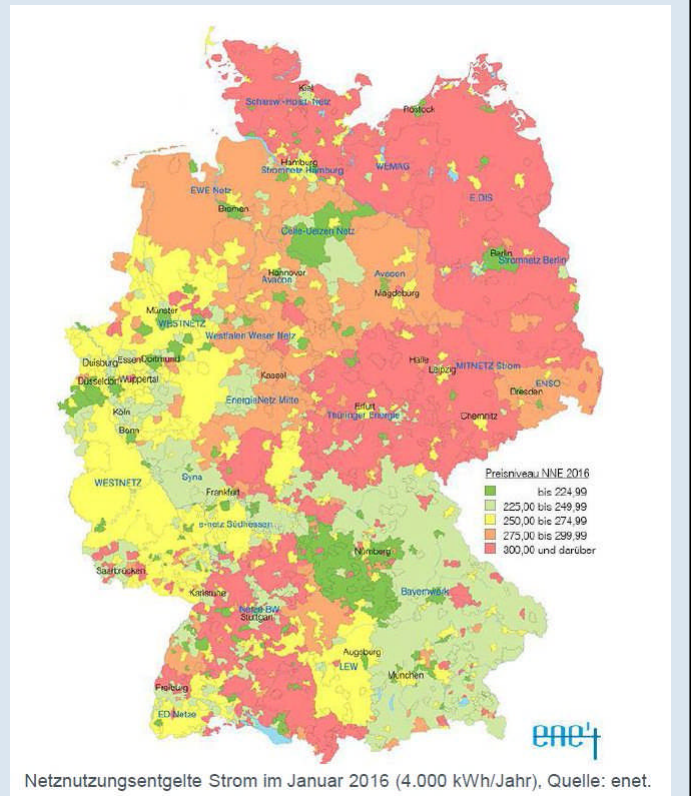 Kiel
Schlesw.-Holst.-Netz
Rostock
Hamburg
Stromnetz Hamburg
WEMAG
EWE Netz
E.DIS
Bremen
Celle-Uelzen Netz
Berlin
Stromnetz Berlin
Hannover
Avacon
Avacon
Magdeburg
Münster
WESTNETZ
Westfalen Weser Netz
Duisburg Essen Dortmund
Halle
Leipzig MITNETZ Strom
Kassel
Düsseldorf Wuppertal
ENSO
Dresden
EnergieNetz Mitte
Köln
Erfurt
Thüringer Energie
Chemnitz
Bonn
Syna
WESTNETZ
Frankfurt
Preisniveau NNE 2016
bis 224,99
225,00 bis 249,99
250,00 bis 274,99
275,00 bis 299,99
300,00 und darüber
e-netz Südhessen
Nürnberg
Saarbrücken
Karlsruhe
Bayernwerk
Netze BW
Stuttgart
Augsburg
LEW
München
Freiburg
ED Netze
ene't
Netznutzungsentgelte Strom im Januar 2016 (4.000 kWh/Jahr), Quelle: enet.